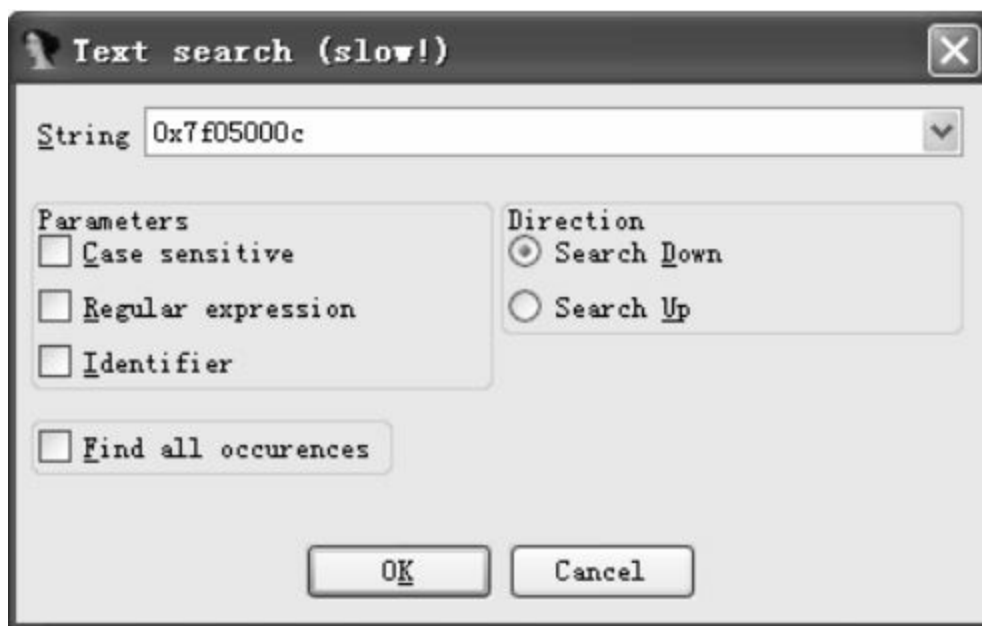 Text search (slow!)
String 0x7f05000c
Parameters
Case sensitive
Regular expression
Identifier
Direction
Search Down
Search Up
Find all occurences
OK
Cancel